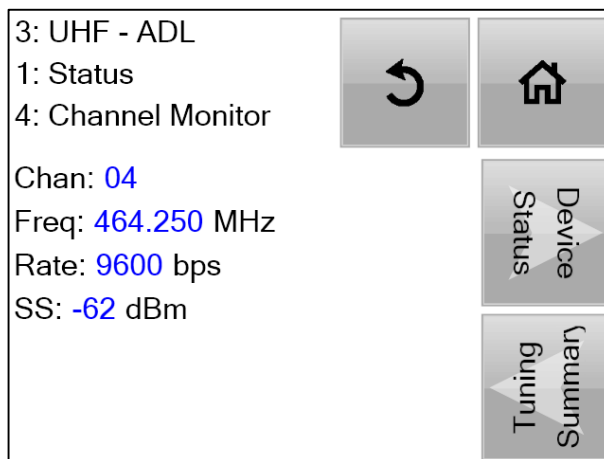 3: UHF - ADL
1: Status
4: Channel Monitor
Chan: 04
Freq: 464.250 MHz
Rate: 9600 bps
SS: -62 dBm
Device
Status
Tuning
Summary